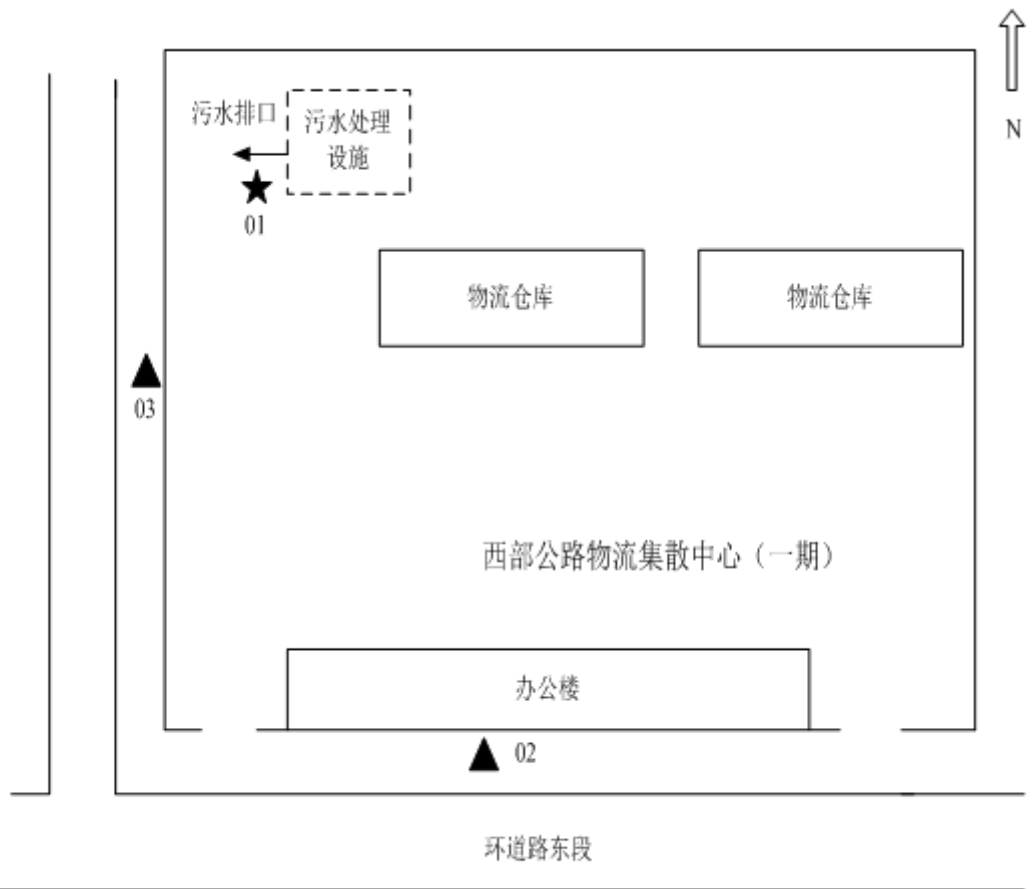 N
污水排口
污水处理
设施
01
物流仓库
物流仓库
03
西部公路物流集散中心（一期）
办公楼
02
环道路东段